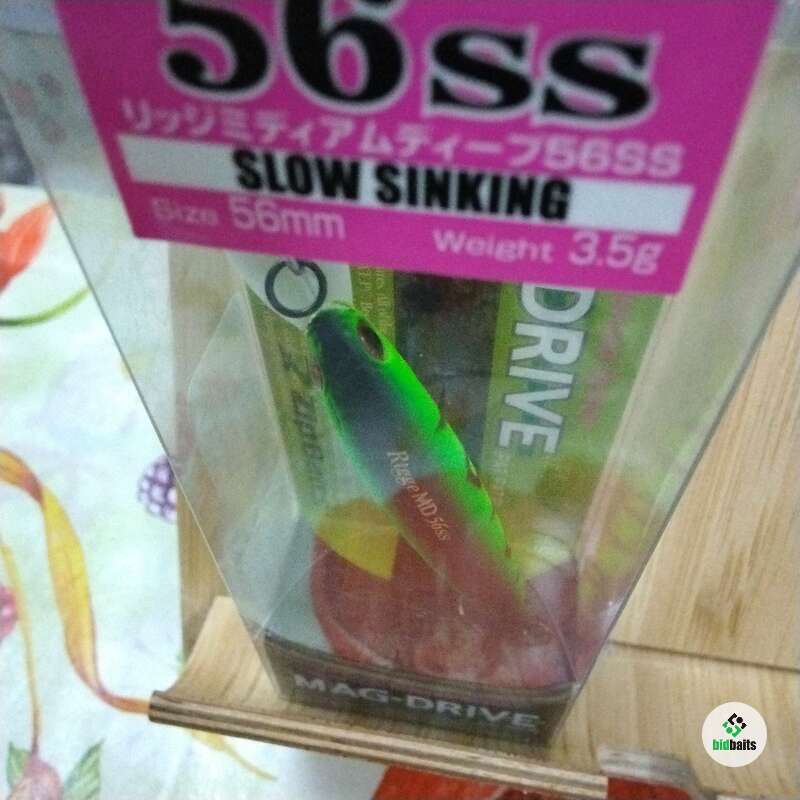 56SS
リッジミディアムディープ56SS
SLOW SINKING
Size 56mm Weight 3.5g
DRIVE
Rigge MD 56ss
MAG-DRIVE
bidbaits